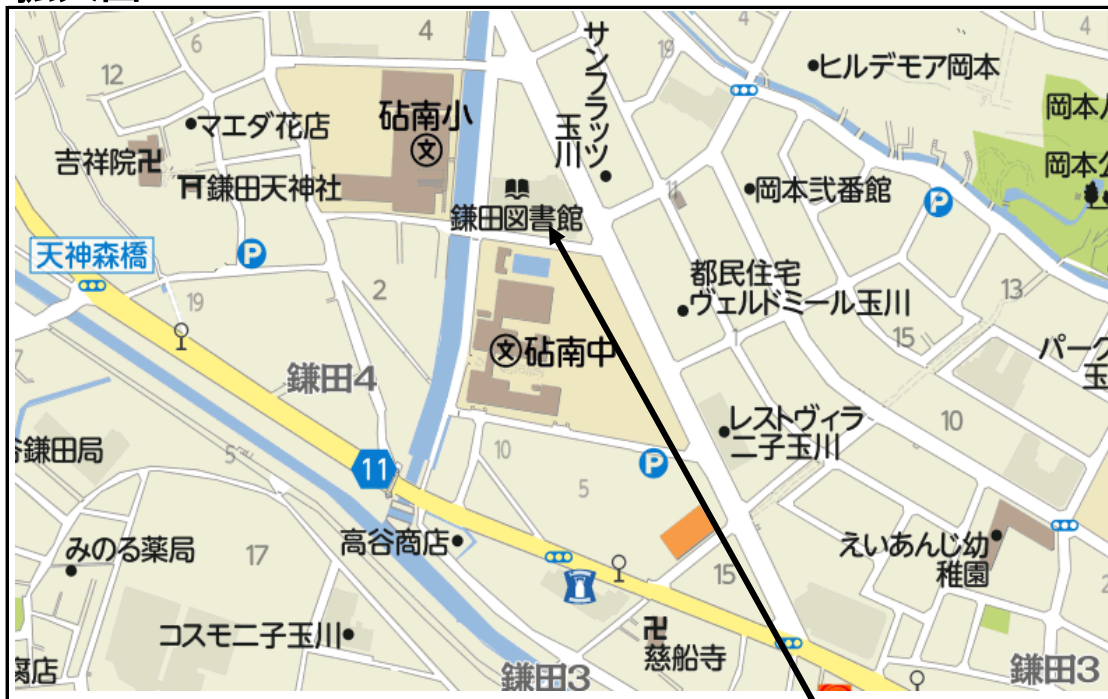 4
4
4
6
12
19
サンフラッツ
玉川
ヒルデモア岡本
マエダ花店
砧南小
文
岡本
吉祥院
鎌田天神社
鎌田図書館
11
岡本弐番館
P
岡本公
天神森橋
P
2
都民住宅
ヴェルドミール玉川
13
19
1
15
文砧南中
パーク
玉
鎌田4
レストヴィラ
二子玉川
10
鎌田局
5
11
10
P
5
みのる薬局
17
高谷商店
えいあんじ幼
稚園
15
2
コスモ二子玉川
慈船寺
腐店
鎌田3
鎌田3